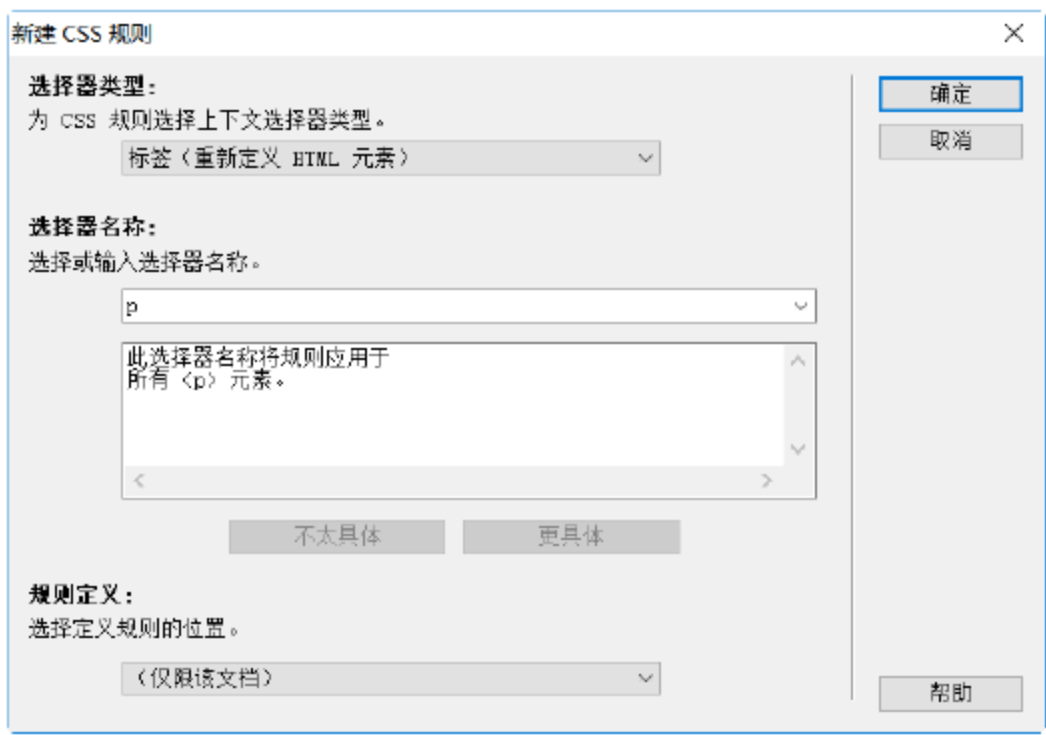 新建 CSS 规则
选择器类型：
确定
为 CSS 规则选择上下文选择器类型。
取消
标签（重新定义 HTML 元素）
选择器名称：
选择或输入选择器名称。
p
此选择器名称将规则应用于
所有 <p> 元素。
不太具体
更具体
规则定义：
选择定义规则的位置。
（仅限该文档）
帮助